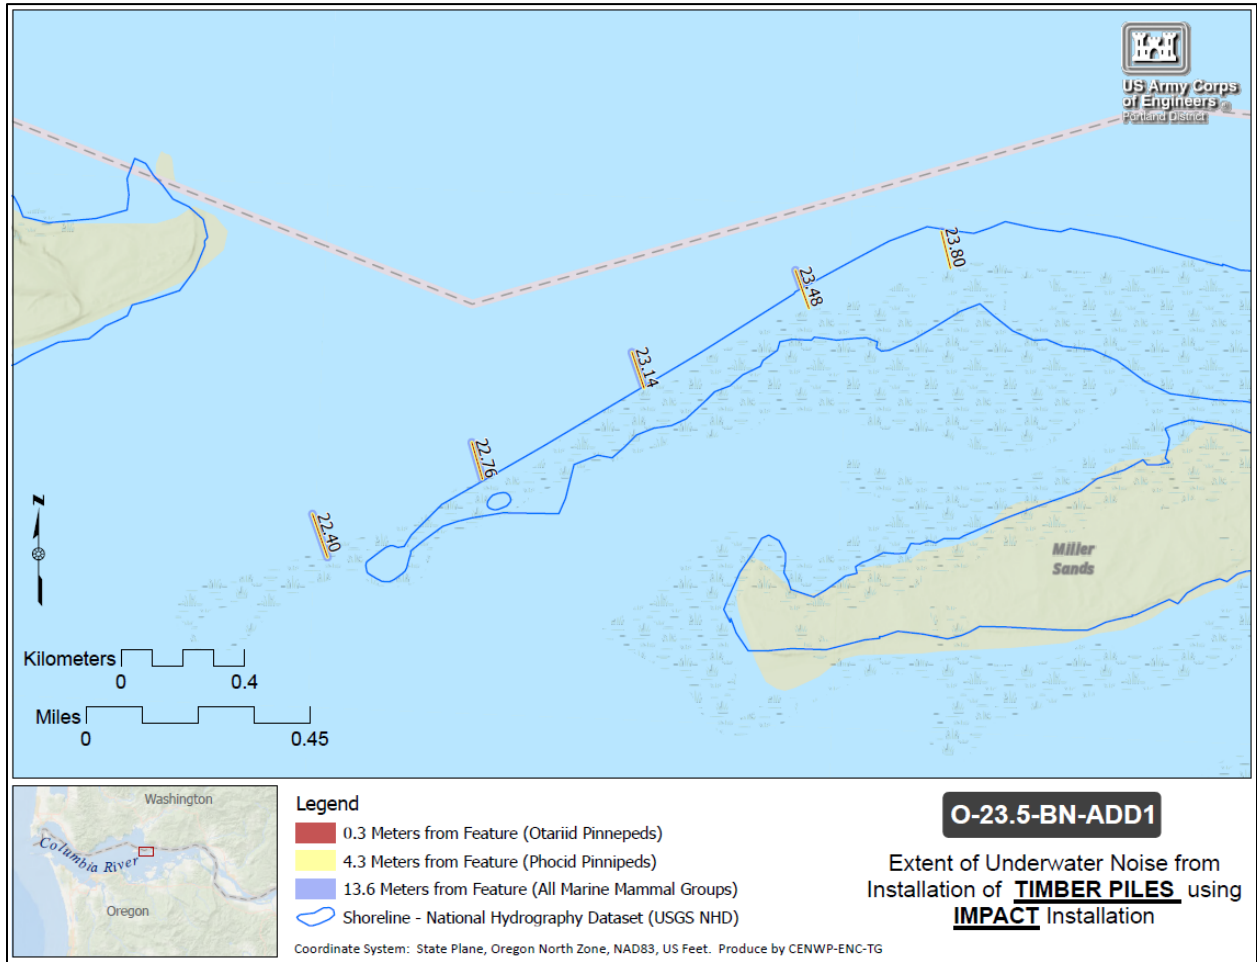 US Army Corps
of Engineers ®
Portland District
23.80
23.48
23.14
22.76
22.40
Miller
Sands
N
Kilometers
0 0.4
Miles
0 0.45
Washington
Columbia River
Oregon
Legend
0.3 Meters from Feature (Otariid Pinnepeds)
4.3 Meters from Feature (Phocid Pinnipeds)
13.6 Meters from Feature (All Marine Mammal Groups)
Shoreline - National Hydrography Dataset (USGS NHD)
Coordinate System: State Plane, Oregon North Zone, NAD83, US Feet. Produce by CENWP-ENC-TG
O-23.5-BN-ADD1
Extent of Underwater Noise from
Installation of TIMBER PILES using
IMPACT Installation